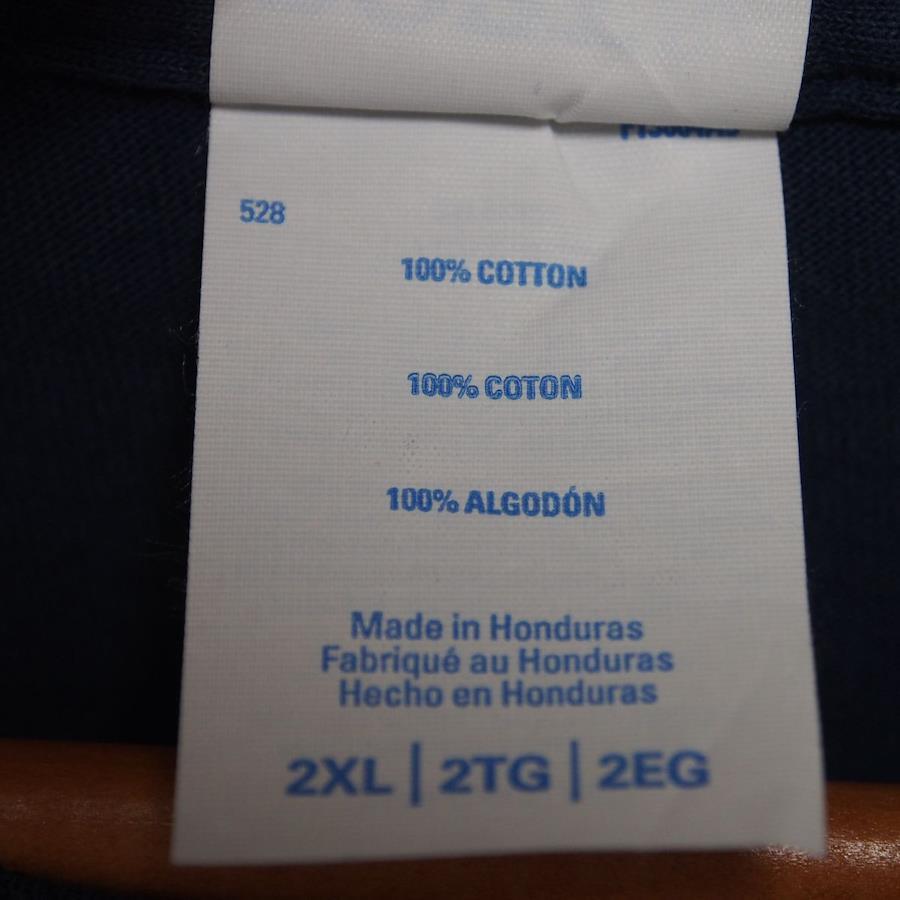 528
100% COTTON
100% COTON
100% ALGODÓN
Made in Honduras
Fabriqué au Honduras
Hecho en Honduras
2XL | 2TG | 2EG